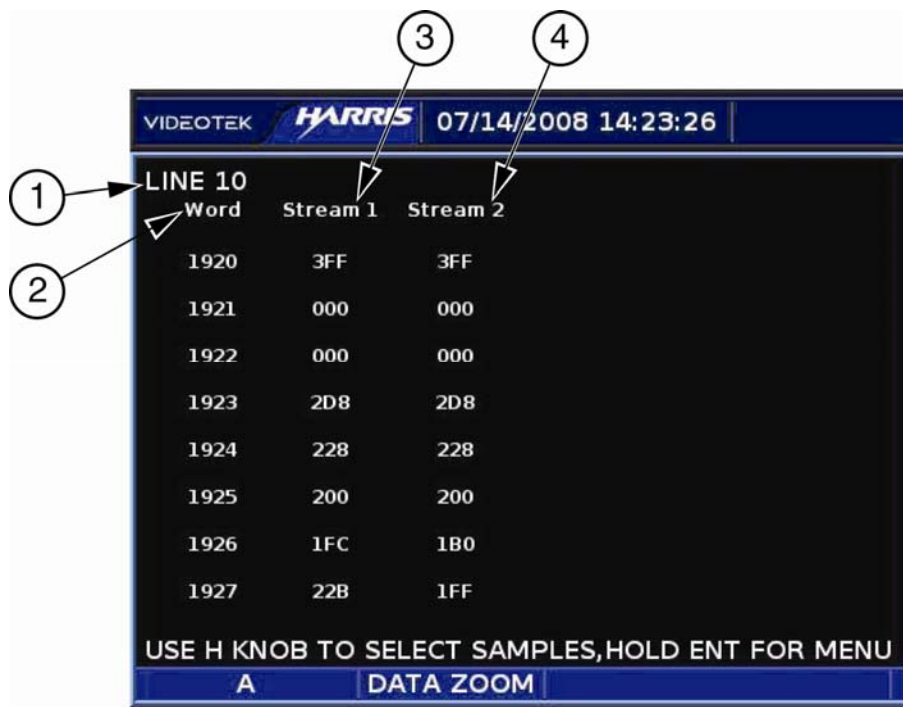 3 4
VIDEOTEK HARRIS 07/14/2008 14:23:26
1 LINE 10
Word Stream 1 Stream 2
2
1920 3FF 3FF
1921 000 000
1922 000 000
1923 2D8 2D8
1924 228 228
1925 200 200
1926 1FC 1B0
1927 22B 1FF
USE H KNOB TO SELECT SAMPLES,HOLD ENT FOR MENU
A DATA ZOOM